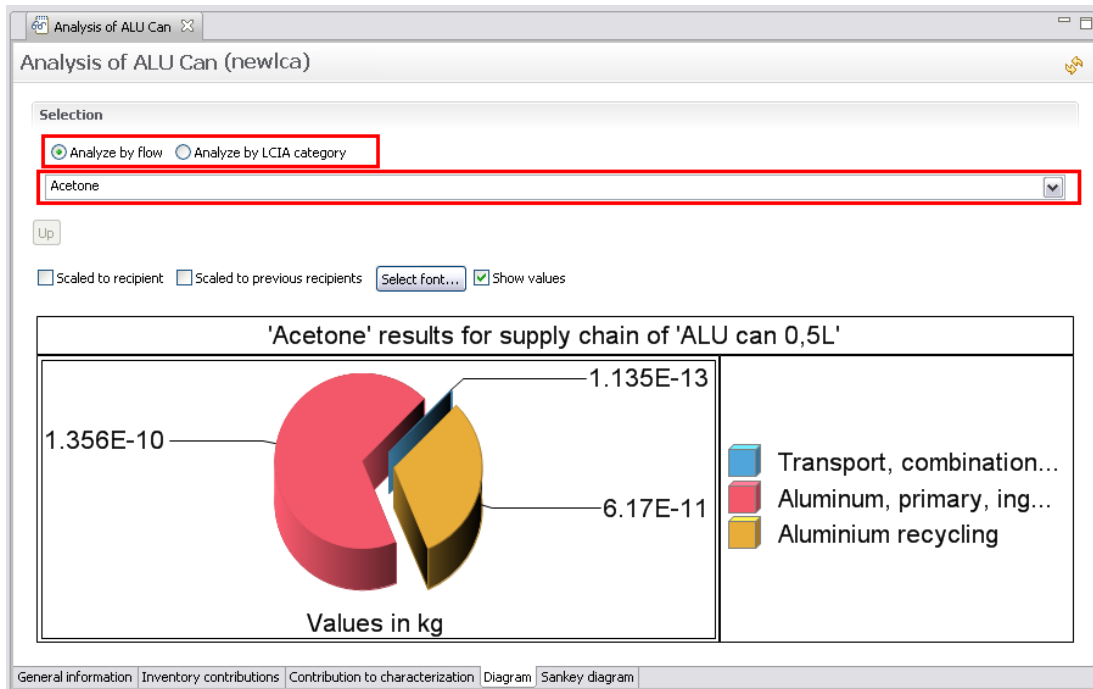 Analysis of ALU Can
Analysis of ALU Can (newlca)
Selection
Analyze by flow Analyze by LCIA category
Acetone
Up
Scaled to recipient Scaled to previous recipients Select font... Show values
'Acetone' results for supply chain of 'ALU can 0,5L'
1.135E-13
1.356E-10
6.17E-11
Values in kg
Transport, combination...
Aluminum, primary, ing...
Aluminium recycling
General information Inventory contributions Contribution to characterization Diagram Sankey diagram